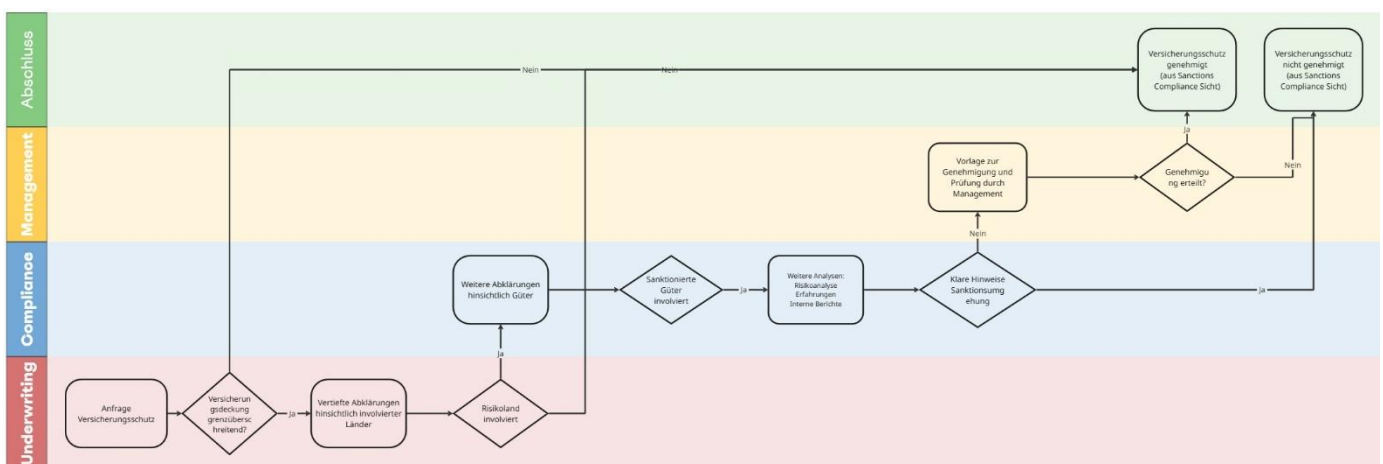 Abschluss
Versicherungsschutz
genehmigt
(aus Sanctions
Compliance Sicht)
Versicherungsschutz
nicht genehmigt
(aus Sanctions
Compliance Sicht)
Nein
Nein
Ja
Management
Vorlage zur
Genehmigung und
Prüfung durch
Management
Genehmigu
ng erteilt?
Nein
Nein
Compliance
Weitere Abklärungen
hinsichtlich Güter
Sanktionierte
Güter
involviert
Ja
Weitere Analysen:
Risikoanalyse
Erfahrungen
Interne Berichte
Klare Hinweise
Sanktionsumg
ehung
Ja
Ja
Underwriting
Anfrage
Versicherungsschutz
Versicherun
gsdeckung
grenzübersc
hreitend?
Ja
Vertiefte Abklärungen
hinsichtlich involvierter
Länder
Risikoland
involviert